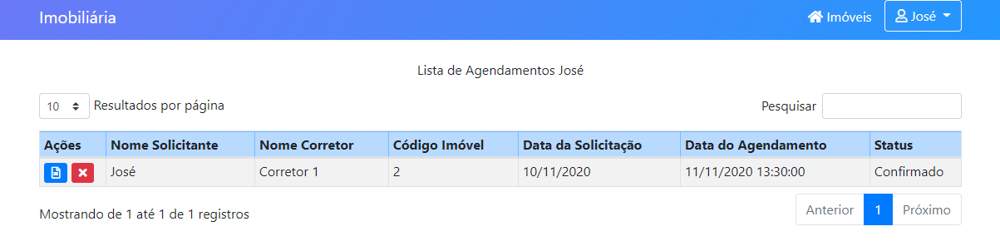 Imobiliária Imóveis José
Lista de Agendamentos José
10 Resultados por página Pesquisar
Ações Nome Solicitante Nome Corretor Código Imóvel Data da Solicitação Data do Agendamento Status
José Corretor 1 2 10/11/2020 11/11/2020 13:30:00 Confirmado
Mostrando de 1 até 1 de 1 registros Anterior 1 Próximo